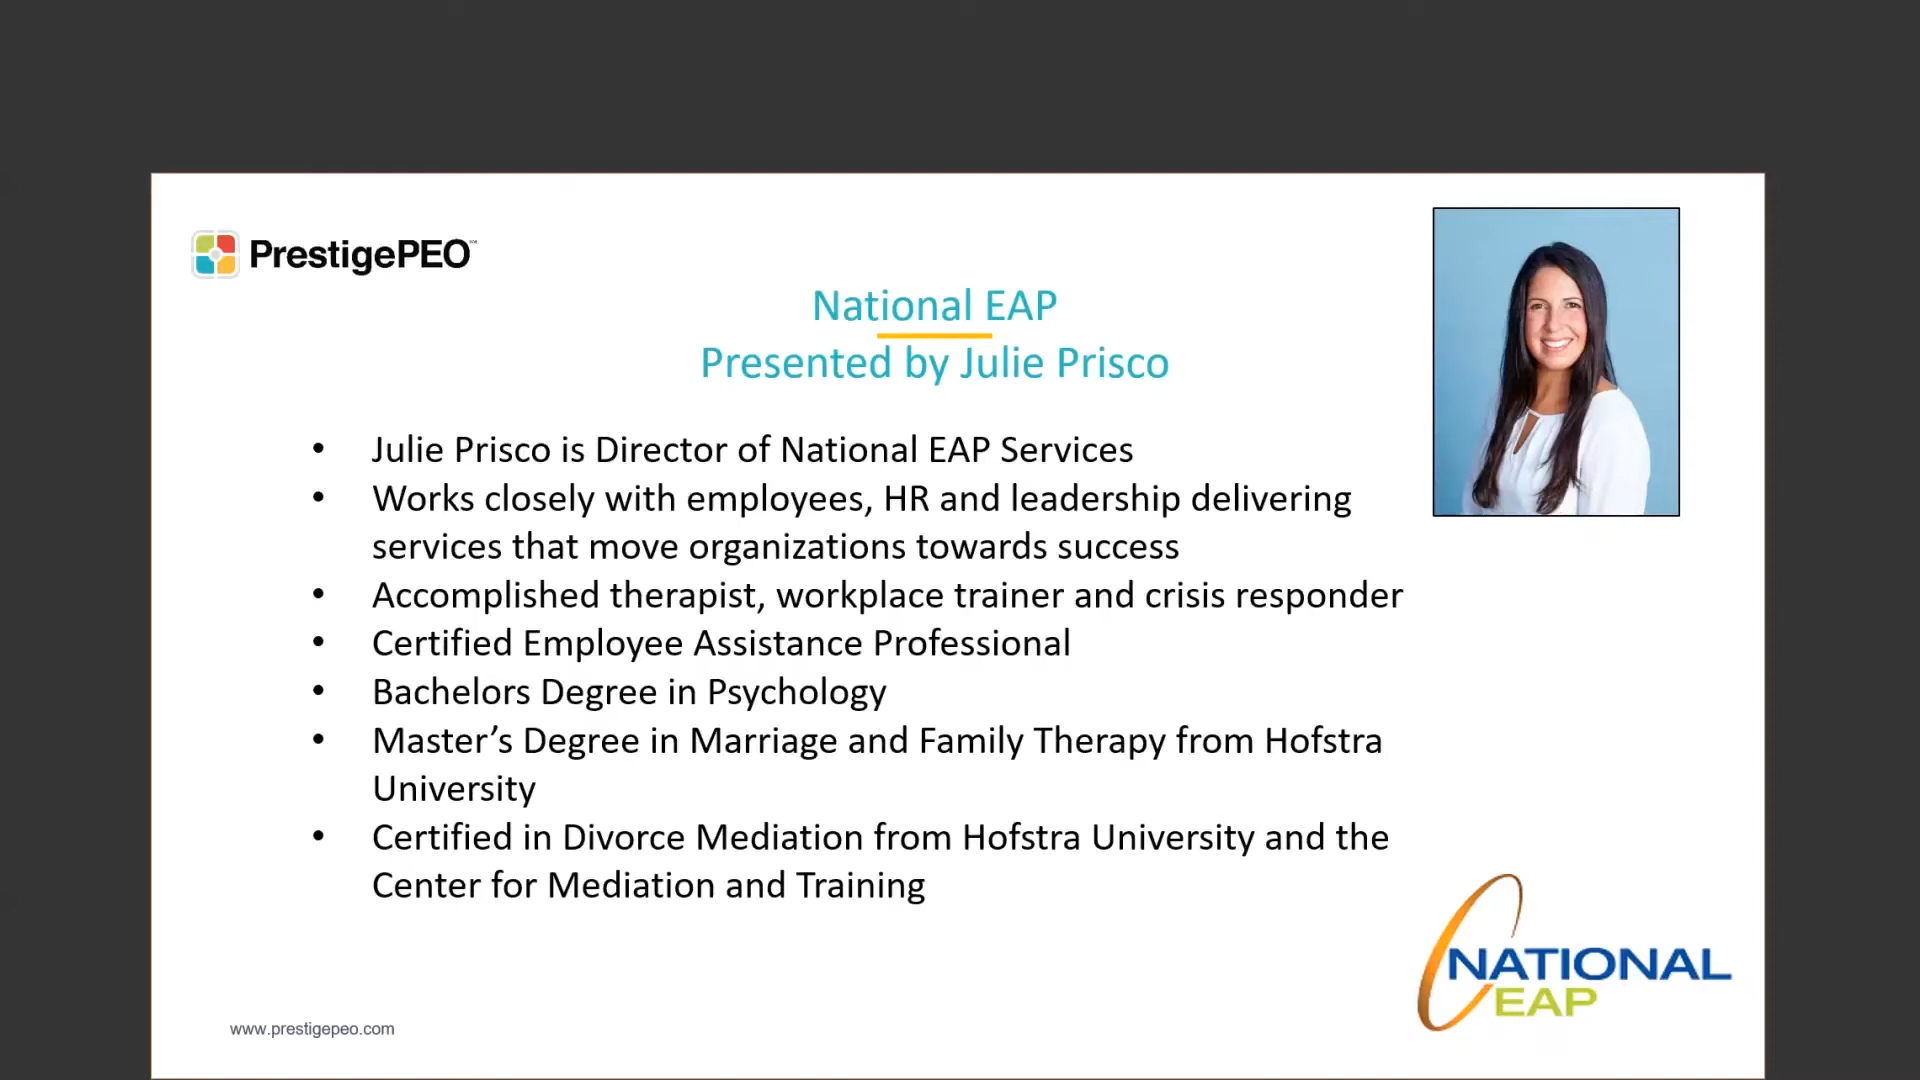 PrestigePEO
National EAP
Presented by Julie Prisco
• Julie Prisco is Director of National EAP Services
• Works closely with employees, HR and leadership delivering
services that move organizations towards success
• Accomplished therapist, workplace trainer and crisis responder
• Certified Employee Assistance Professional
• Bachelors Degree in Psychology
• Master’s Degree in Marriage and Family Therapy from Hofstra
University
• Certified in Divorce Mediation from Hofstra University and the
Center for Mediation and Training
NATIONAL
EAP
www.prestigepeo.com